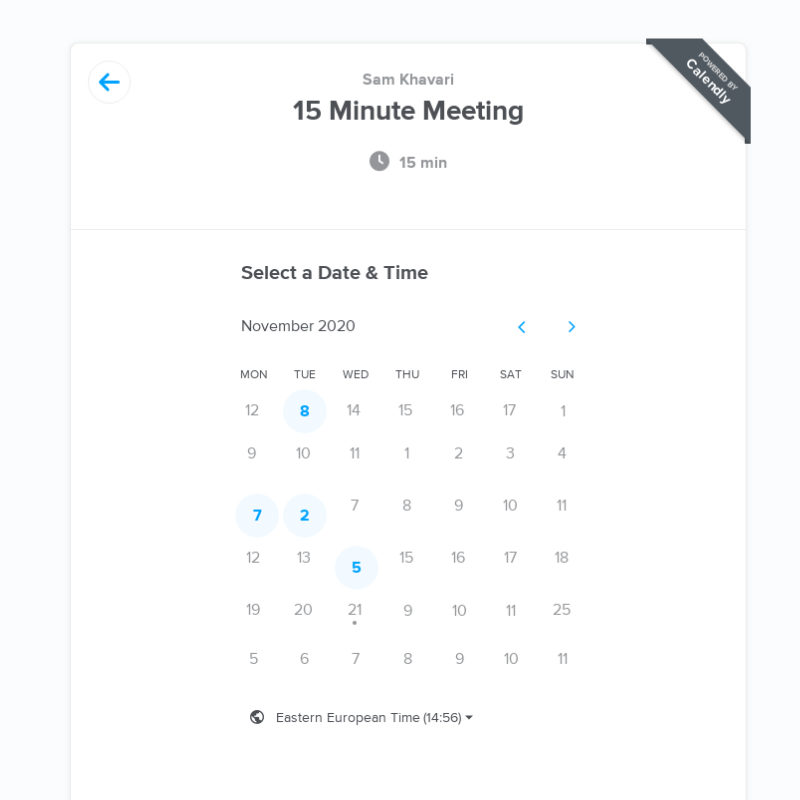 Sam Khavari
15 Minute Meeting
15 min
POWERED BY
Calendly
Select a Date & Time
November 2020
MON TUE WED THU FRI SAT SUN
12 8 14 15 16 17 1
9 10 11 1 2 3 4
7 2 7 8 9 10 11
12 13 5 15 16 17 18
19 20 21 9 10 11 25
5 6 7 8 9 10 11
Eastern European Time (14:56)